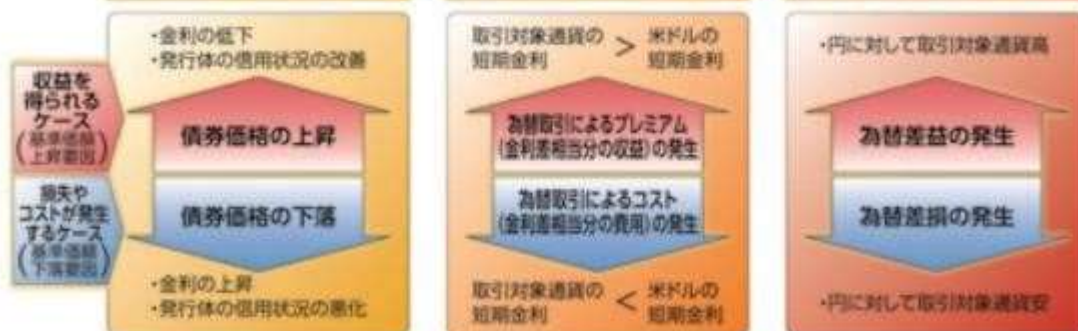 収益を
得られる
ケース
(基準価額
上昇要因)
損失や
コストが発生
するケース
(基準価額
下落要因)
・金利の低下
・発行体の信用状況の改善
債券価格の上昇
債券価格の下落
・金利の上昇
・発行体の信用状況の悪化
取引対象通貨の 短期金利 > 米ドルの 短期金利
為替取引によるプレミアム
(金利差相当分の収益)の発生
為替取引によるコスト
(金利差相当分の費用)の発生
取引対象通貨の 短期金利 < 米ドルの 短期金利
・円に対して取引対象通貨高
為替差益の発生
為替差損の発生
・円に対して取引対象通貨安